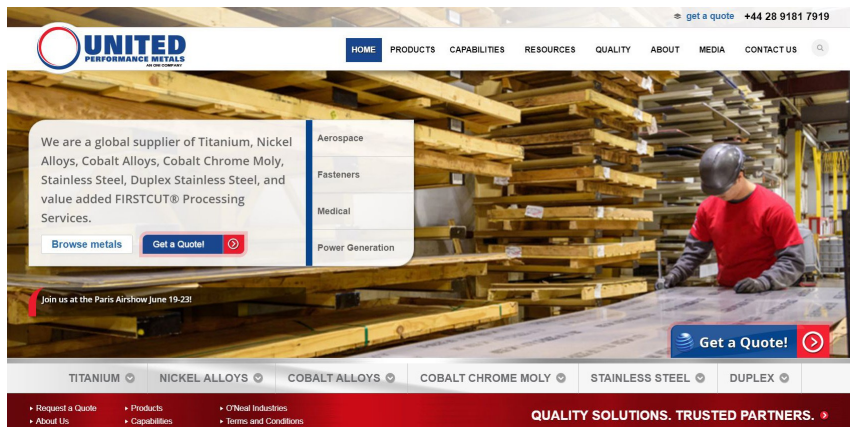 get a quote +44 28 9181 7919
UNITED
PERFORMANCE METALS
AN ONI COMPANY
HOME PRODUCTS CAPABILITIES RESOURCES QUALITY ABOUT MEDIA CONTACT US
We are a global supplier of Titanium, Nickel
Alloys, Cobalt Alloys, Cobalt Chrome Moly,
Stainless Steel, Duplex Stainless Steel, and
value added FIRSTCUT® Processing
Services.
Browse metals Get a Quote!
Aerospace
Fasteners
Medical
Power Generation
Join us at the Paris Airshow June 19-23!
Get a Quote!
TITANIUM NICKEL ALLOYS COBALT ALLOYS COBALT CHROME MOLY STAINLESS STEEL DUPLEX
Request a Quote Products O'Neal Industries
About Us Capabilities Terms and Conditions
QUALITY SOLUTIONS. TRUSTED PARTNERS.